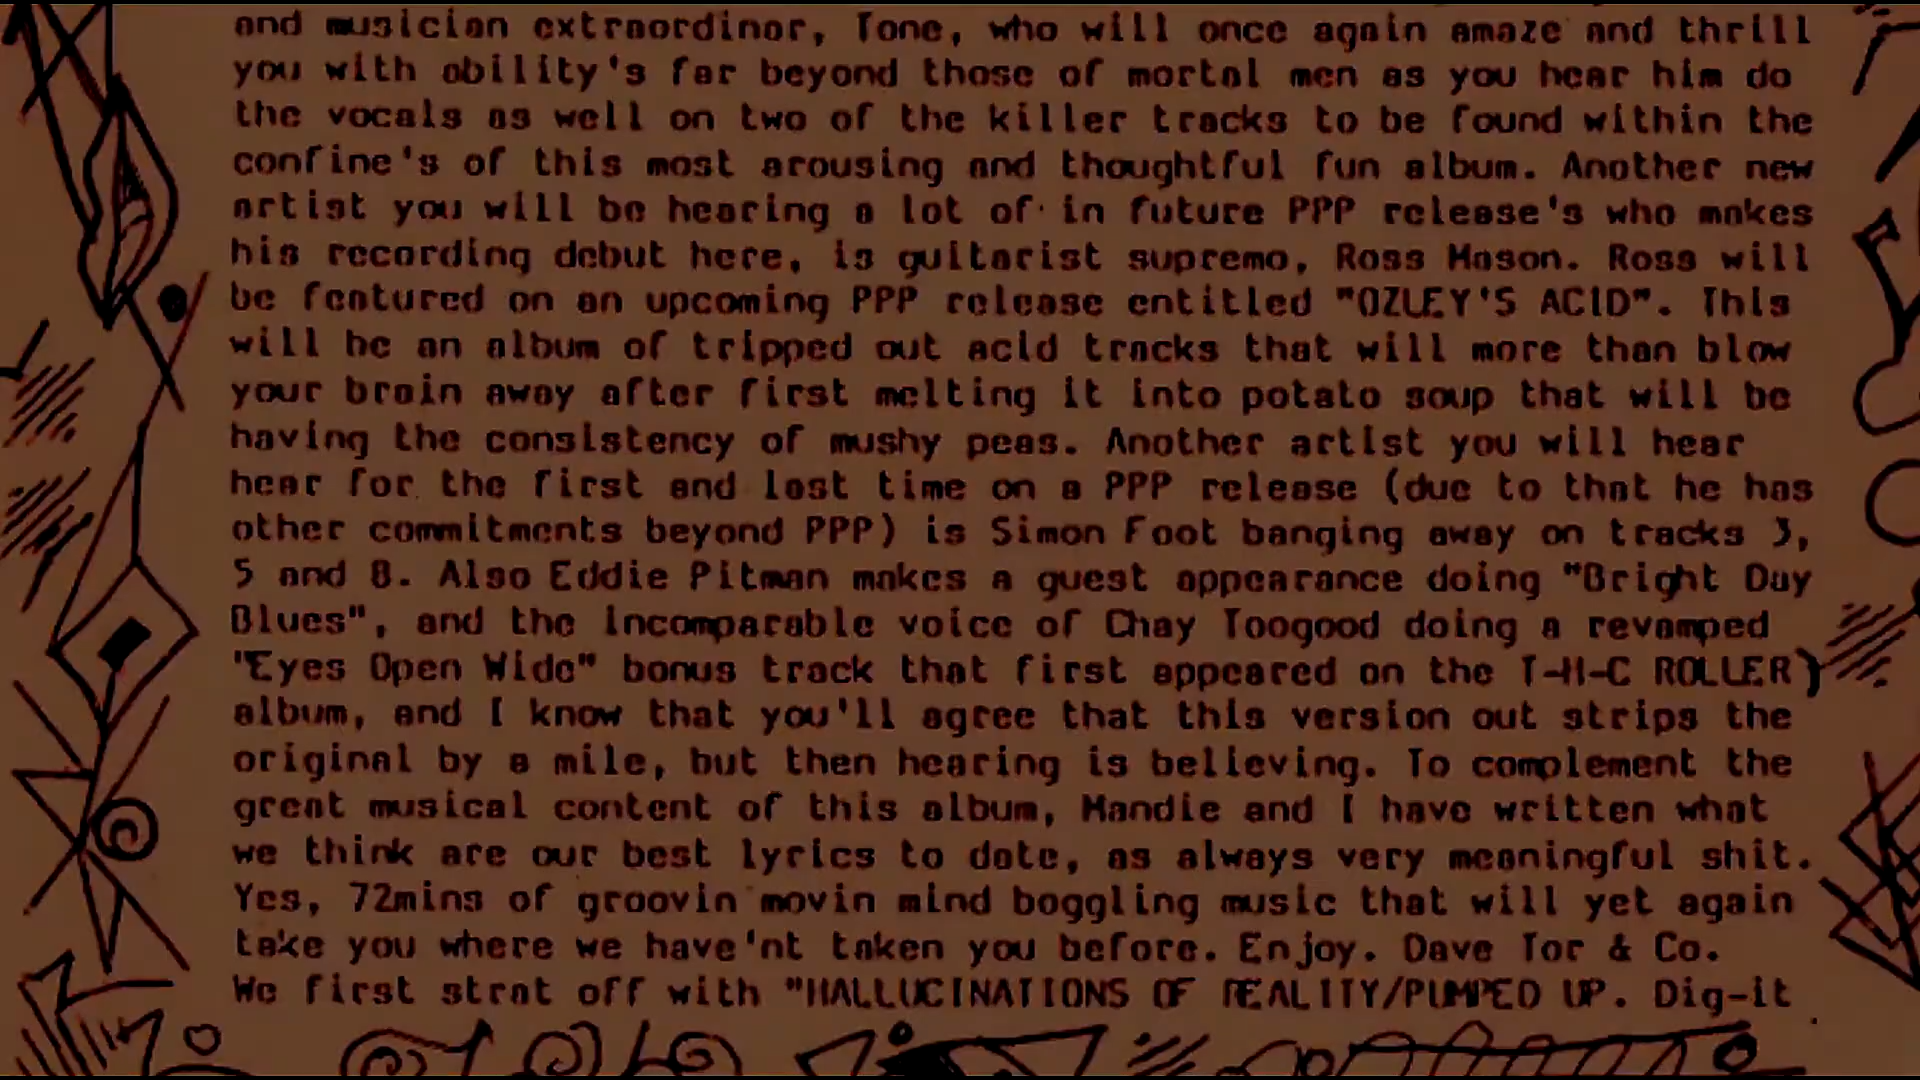 and musician extraordinar, Tone, who will once again amaze and thrill
you with ability's far beyond those of mortal men as you hear him do
the vocals as well on two of the killer tracks to be found within the
confine's of this most arousing and thoughtful fun album. Another new
artist you will be hearing a lot of in future PPP release's who makes
his recording debut here, is guitarist supremo, Ross Mason. Ross will
be featured on an upcoming PPP release entitled "OZLEY'S ACID". This
will be an album of tripped out acid tracks that will more than blow
your brain away after first melting it into potato soup that will be
having the consistency of mushy peas. Another artist you will hear
hear for the first and last time on a PPP release (due to that he has
other commitments beyond PPP) is Simon Foot banging away on tracks 3,
5 and 8. Also Eddie Pitman makes a guest appearance doing "Bright Day
Blues", and the incomparable voice of Chay Toogood doing a revamped
"Eyes Open Wide" bonus track that first appeared on the T-H-C ROLLER)
album, and I know that you'll agree that this version out strips the
original by a mile, but then hearing is believing. To complement the
great musical content of this album, Mandie and I have written what
we think are our best lyrics to date, as always very meaningful shit.
Yes, 72mins of groovin movin mind boggling music that will yet again
take you where we have'nt taken you before. Enjoy. Dave Tor & Co.
We first strat off with "HALLUCINATIONS OF REALITY/PUMPED UP. Dig-it